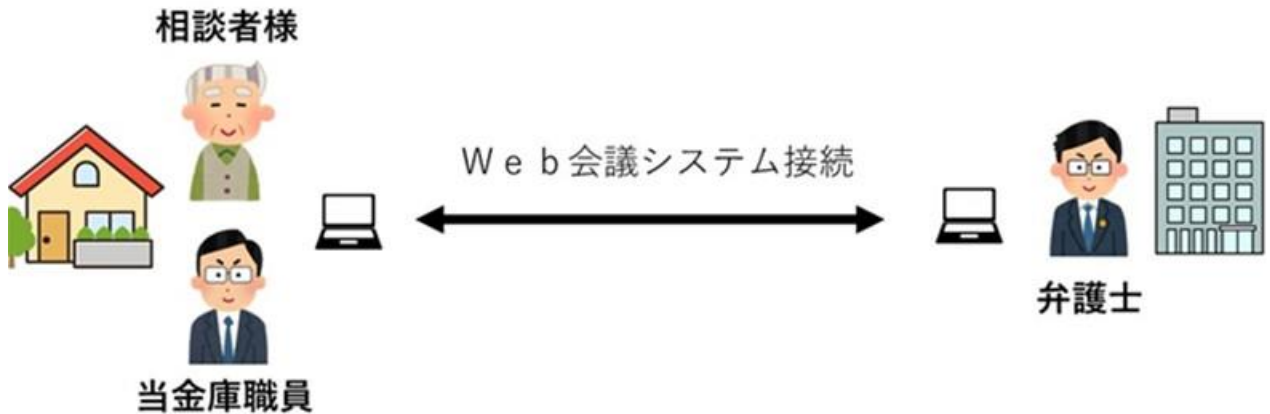 相談者様
Ｗｅｂ会議システム接続
弁護士
当金庫職員